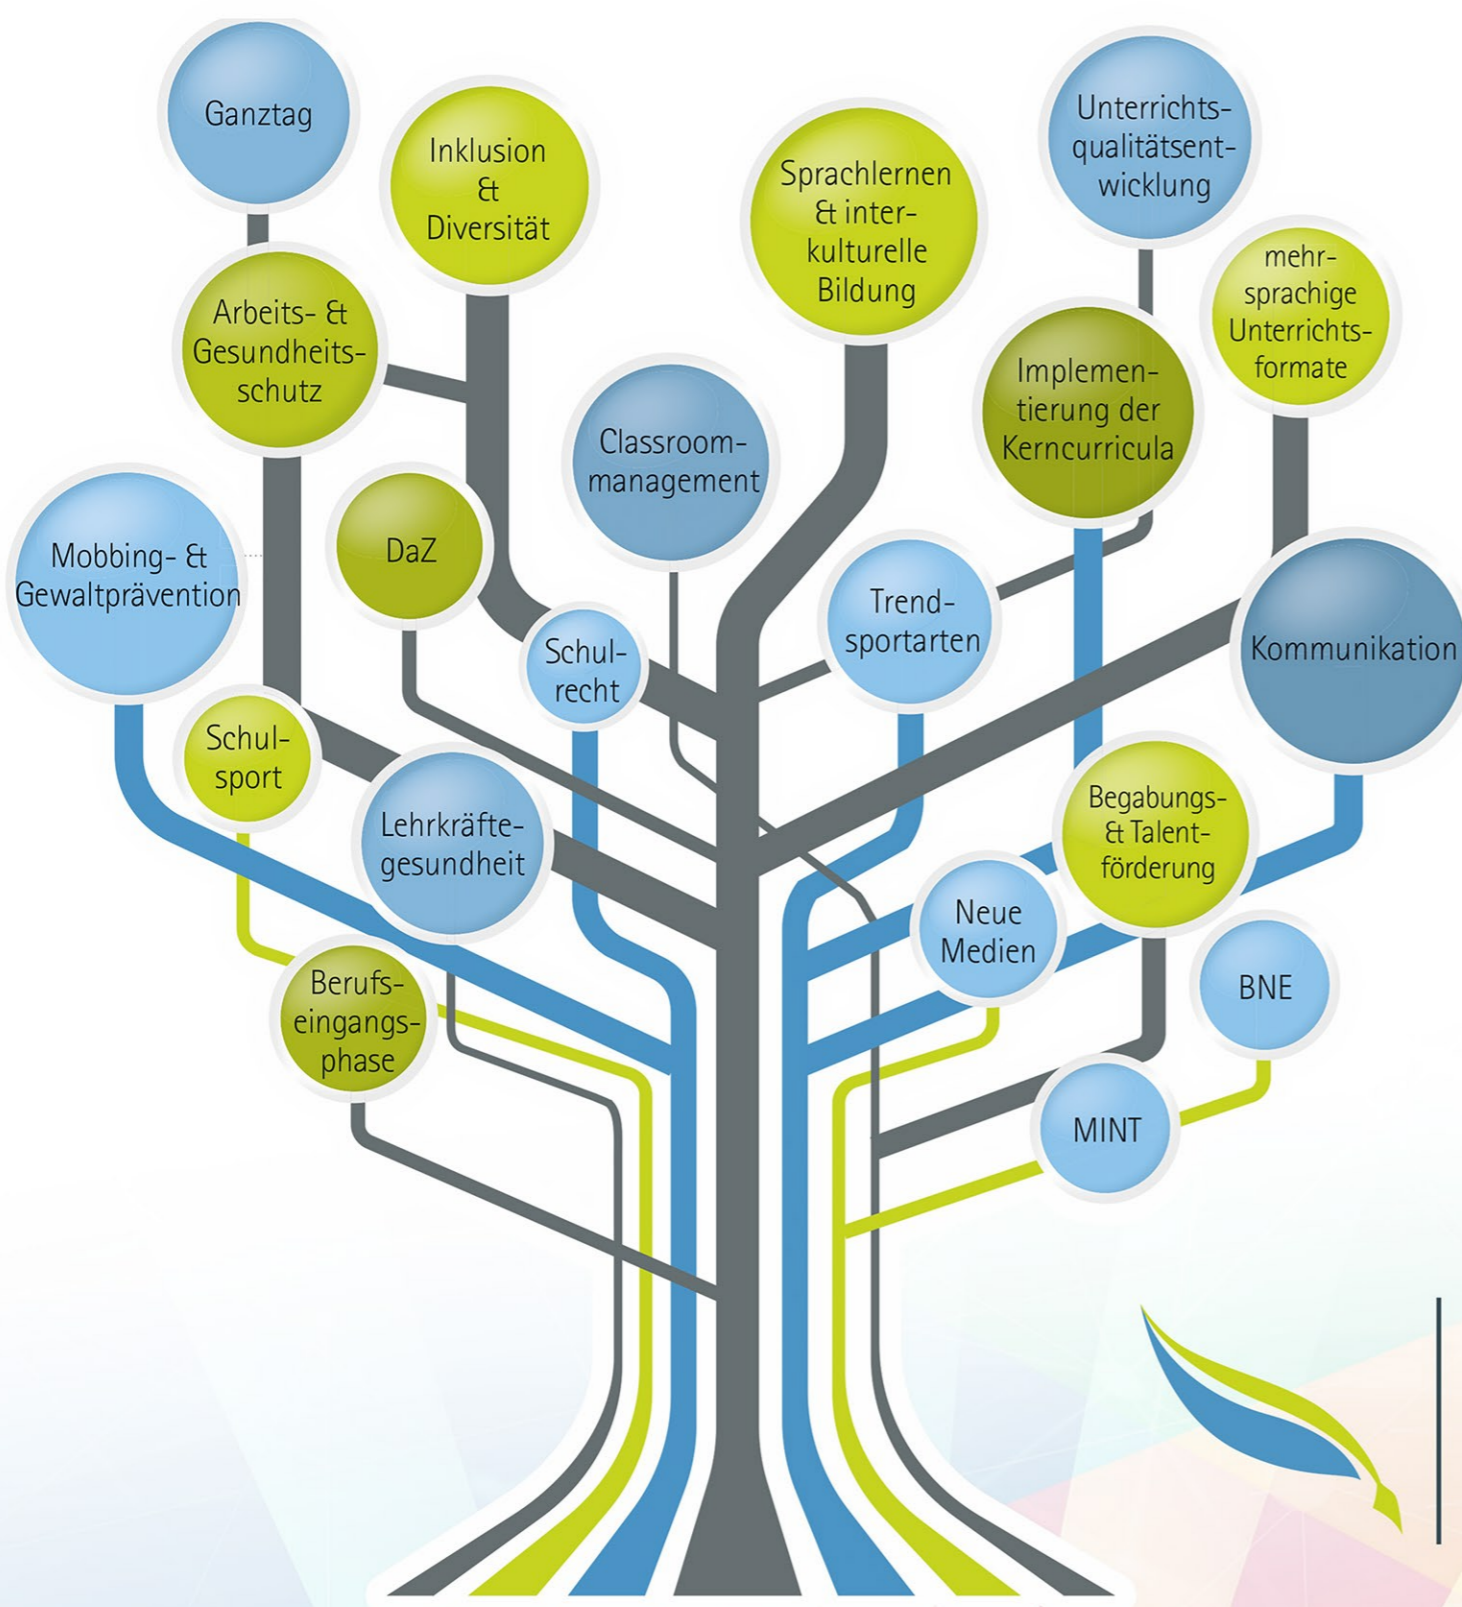 Ganztag
Inklusion
&
Diversität
Sprachlernen
& inter-
kulturelle
Bildung
Unterrichts-
qualitätsent-
wicklung
Arbeits- &
Gesundheits-
schutz
mehr-
sprachige
Unterrichts-
formate
Implemen-
tierung der
Kerncurricula
Classroom-
management
Mobbing- &
Gewaltprävention
DaZ
Schul-
recht
Trend-
sportarten
Kommunikation
Schul-
sport
Lehrkräfte-
gesundheit
Begabungs-
& Talent-
förderung
Neue
Medien
BNE
Berufs-
eingangs-
phase
MINT